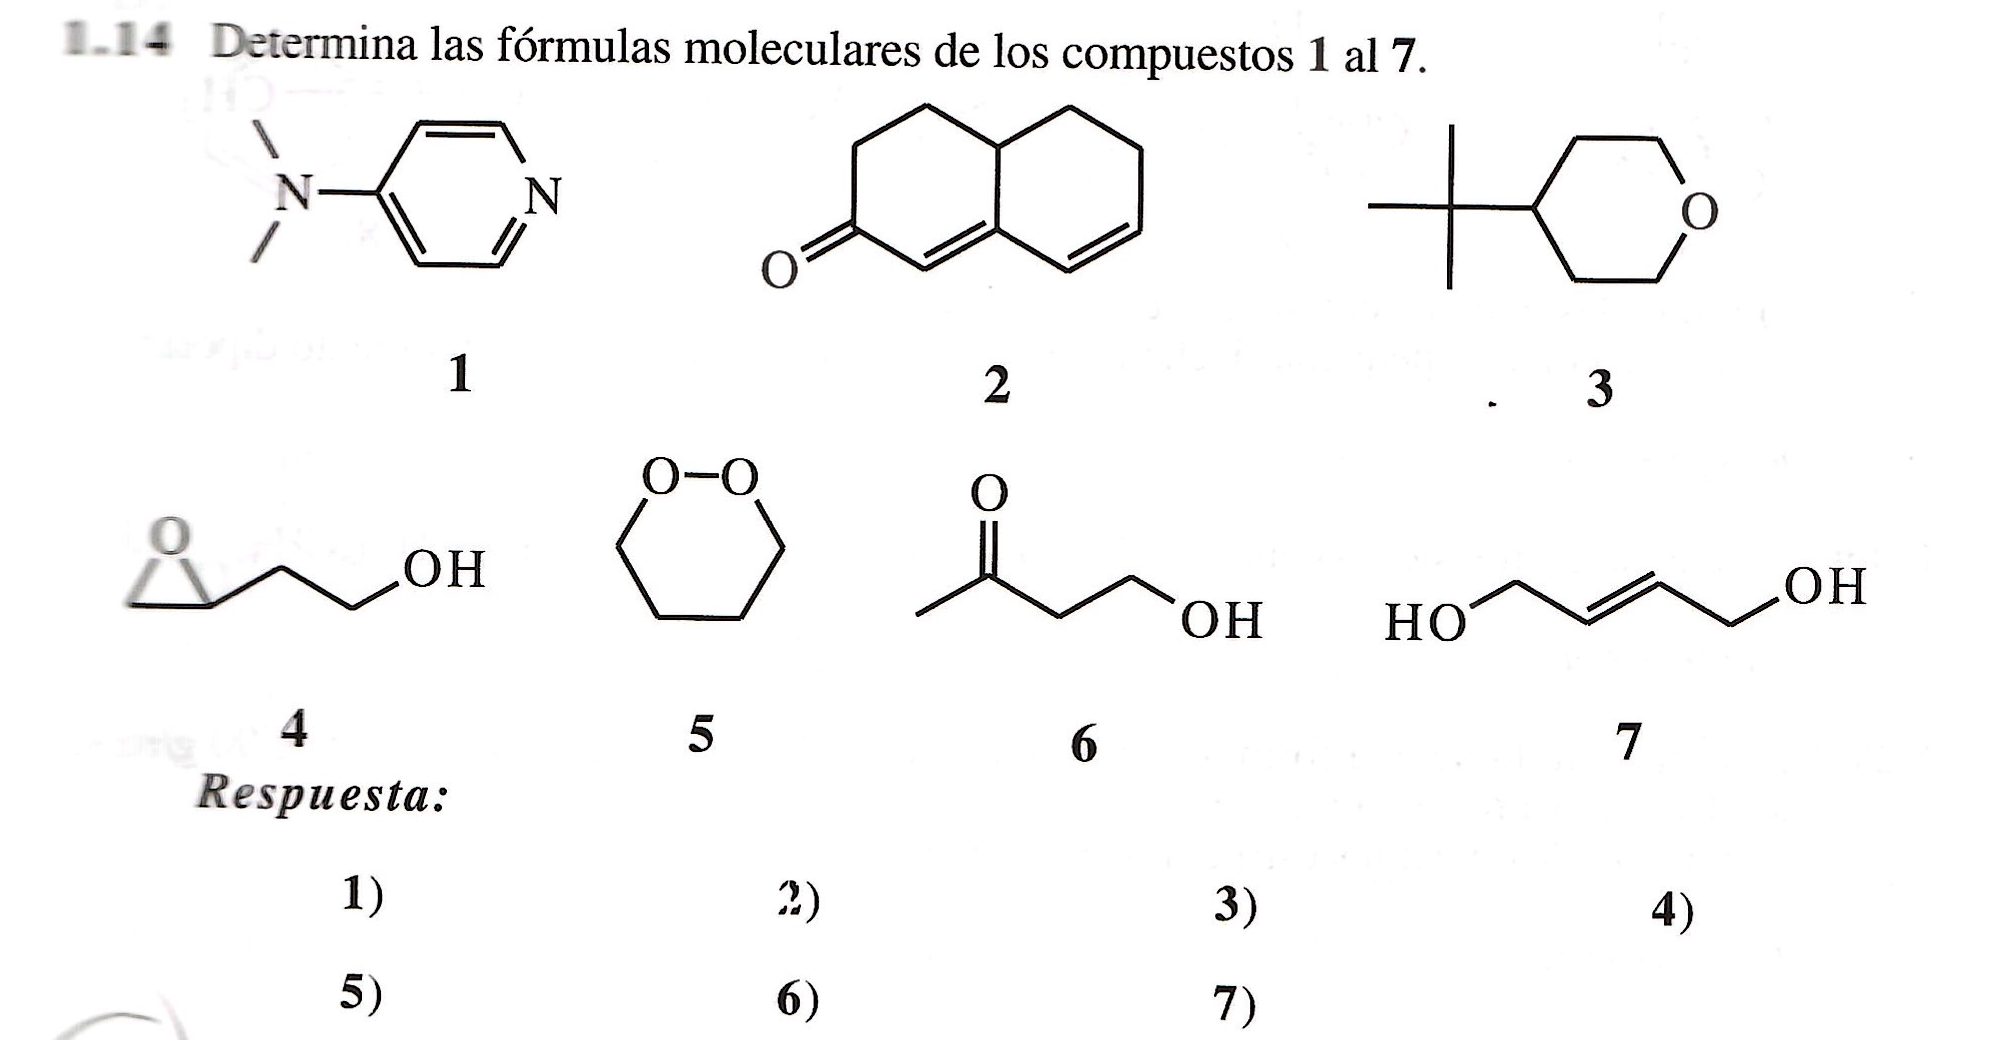 1.14 Determina las fórmulas moleculares de los compuestos 1 al 7.
N N
O
O
1 2 3
O OH
O-O
O
OH
HO OH
4 5 6 7
Respuesta:
1) 2) 3) 4)
5) 6) 7)